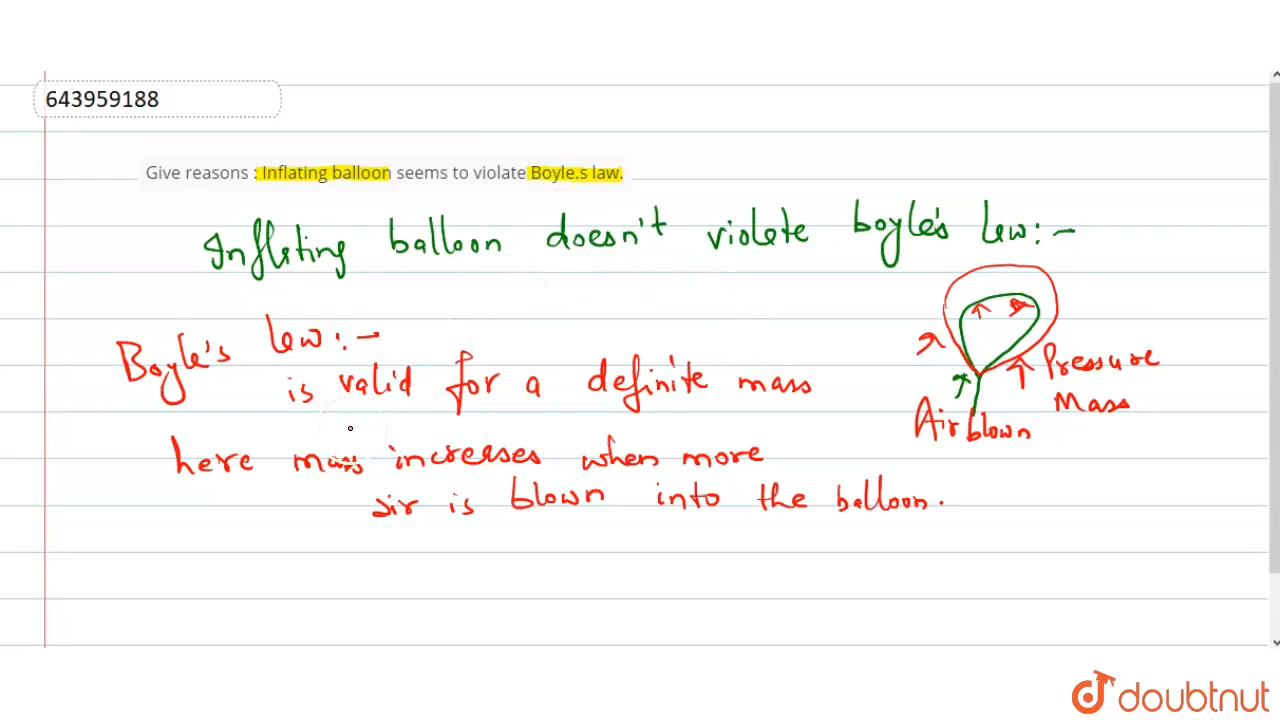 643959188
Give reasons : Inflating balloon seems to violate Boyle.s law.
Inflating balloon doesn't violate boyle's law:-
Boyle's law:-
is valid for a definite mass
here mass increases when more
air is blown into the balloon.
Pressure
Mass
Air blown
doubtnut